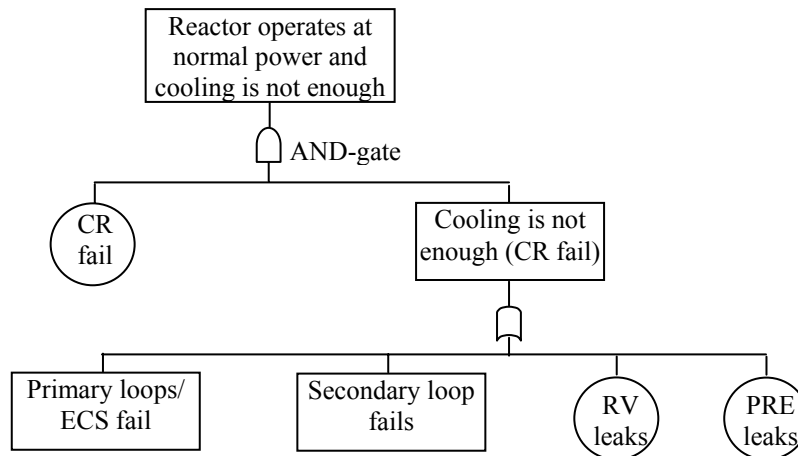 Reactor operates at
normal power and
cooling is not enough
AND-gate
CR
fail
Cooling is not
enough (CR fail)
Primary loops/
ECS fail
Secondary loop
fails
RV
leaks
PRE
leaks